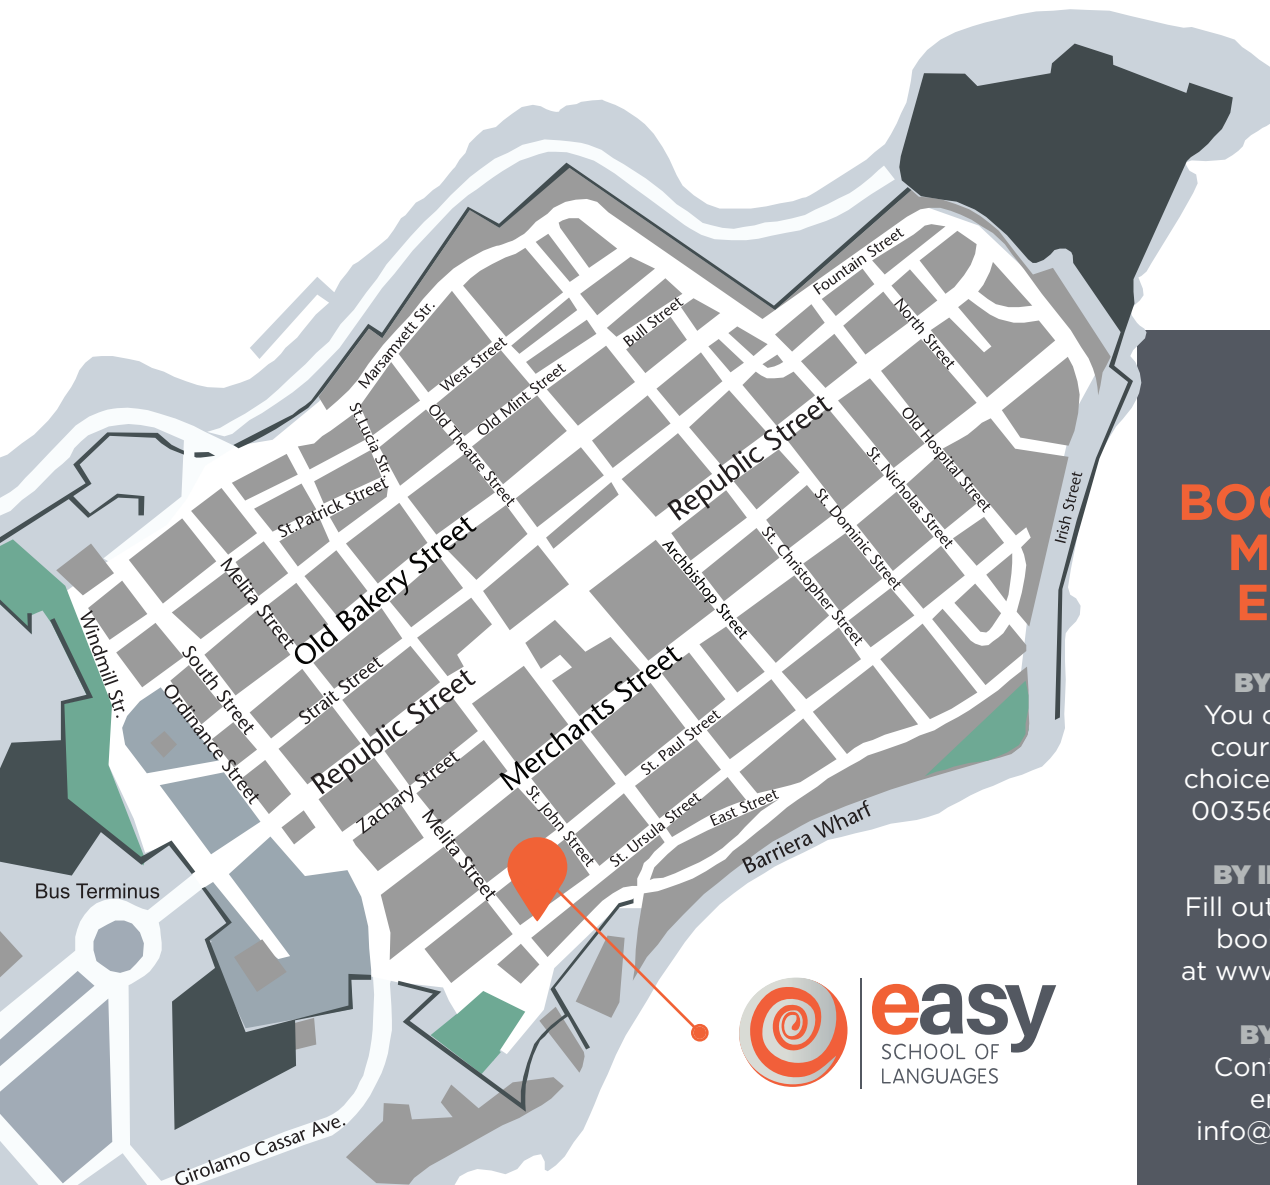 Fountain Street
North Street
Bull Street
Marsamxett Str.
West Street
Old Mint Street
St.Lucia Str.
Old Theatre Street
Republic Street
Old Hospital Street
St. Nicholas Street
Irish Street
St.Patrick Street
St. Dominic Street
St. Christopher Street
Archbishop Street
Old Bakery Street
Melita Street
Windmill Str.
South Street
Ordinance Street
Strait Street
Republic Street
Merchants Street
Zachary Street
St. Paul Street
St. John Street
Melita Street
St. Ursula Street
East Street
Barriera Wharf
Bus Terminus
Girolamo Cassar Ave.
easy
SCHOOL OF
LANGUAGES
BY
You
cour
choice
00356
Fill out
boo
at www
BY
Con
info@